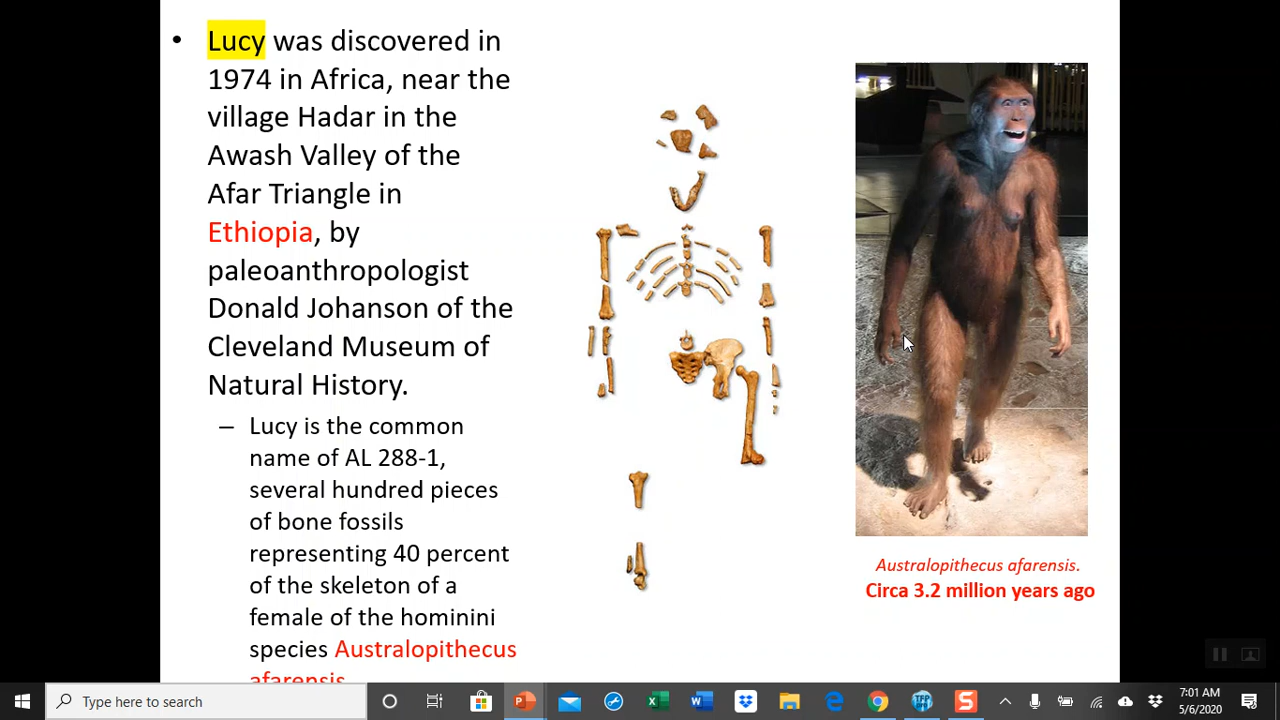 • Lucy was discovered in
1974 in Africa, near the
village Hadar in the
Awash Valley of the
Afar Triangle in
Ethiopia, by
paleoanthropologist
Donald Johanson of the
Cleveland Museum of
Natural History.
– Lucy is the common
name of AL 288-1,
several hundred pieces
of bone fossils
representing 40 percent
of the skeleton of a
female of the hominini
species Australopithecus
afarensis
Australopithecus afarensis.
Circa 3.2 million years ago
Type here to search
7:01 AM
5/6/2020